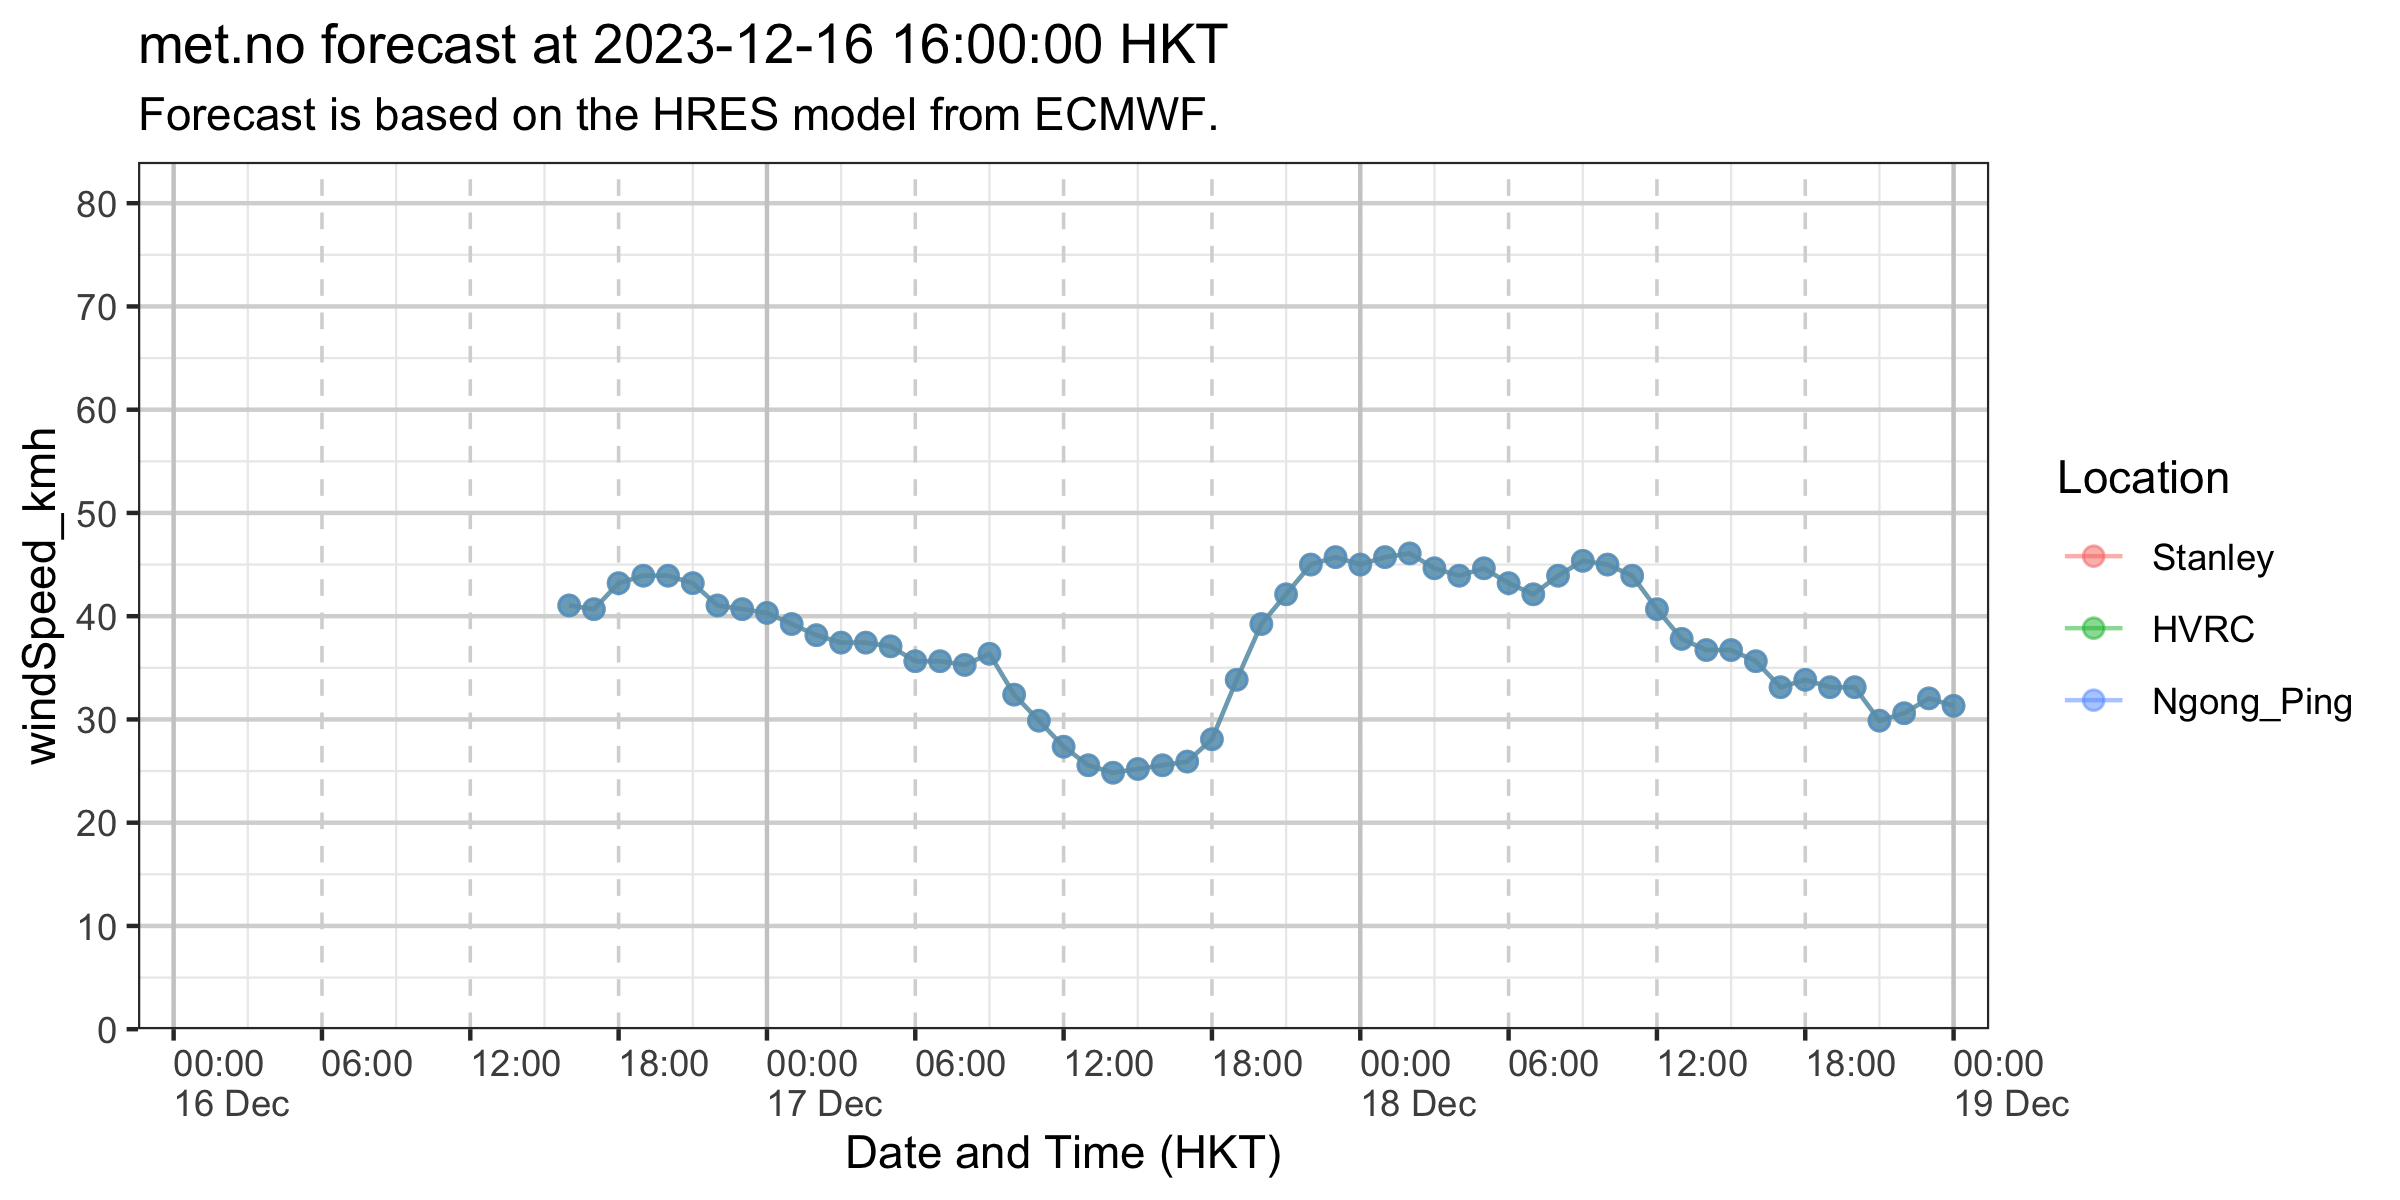 met.no forecast at 2023-12-16 16:00:00 HKT
Forecast is based on the HRES model from ECMWF.
windSpeed_kmh
80
70
60
50
40
30
20
10
0
00:00 06:00 12:00 18:00 00:00 06:00 12:00 18:00 00:00 06:00 12:00 18:00 00:00
16 Dec 17 Dec 18 Dec 19 Dec
Date and Time (HKT)
Location
Stanley
HVRC
Ngong_Ping